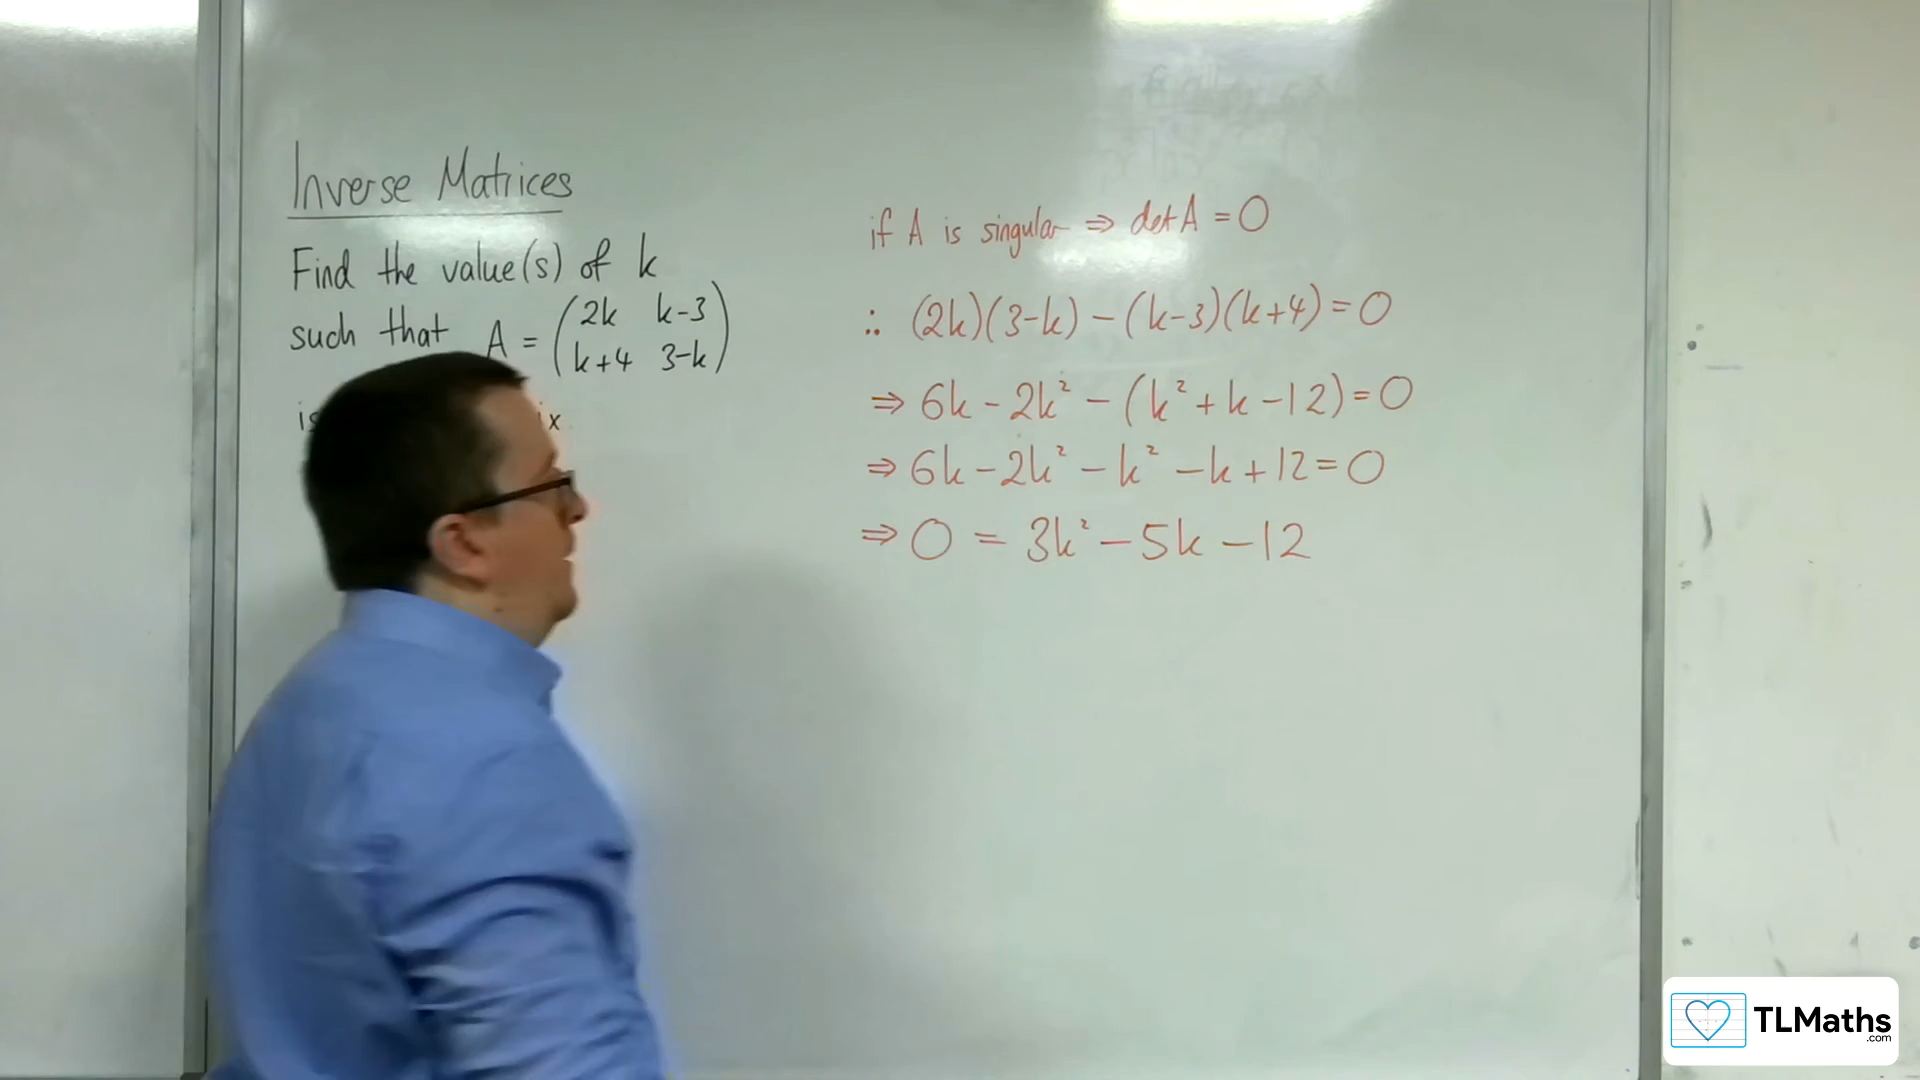 Inverse Matrices
Find the value(s) of k
such that A = (2k k-3
k+4 3-k)
if A is singular ⇒ det A = 0
∴ (2k)(3-k) - (k-3)(k+4) = 0
⇒ 6k - 2k² - (k² + k - 12) = 0
⇒ 6k - 2k² - k² - k + 12 = 0
⇒ 0 = 3k² - 5k - 12
TLMaths
.com